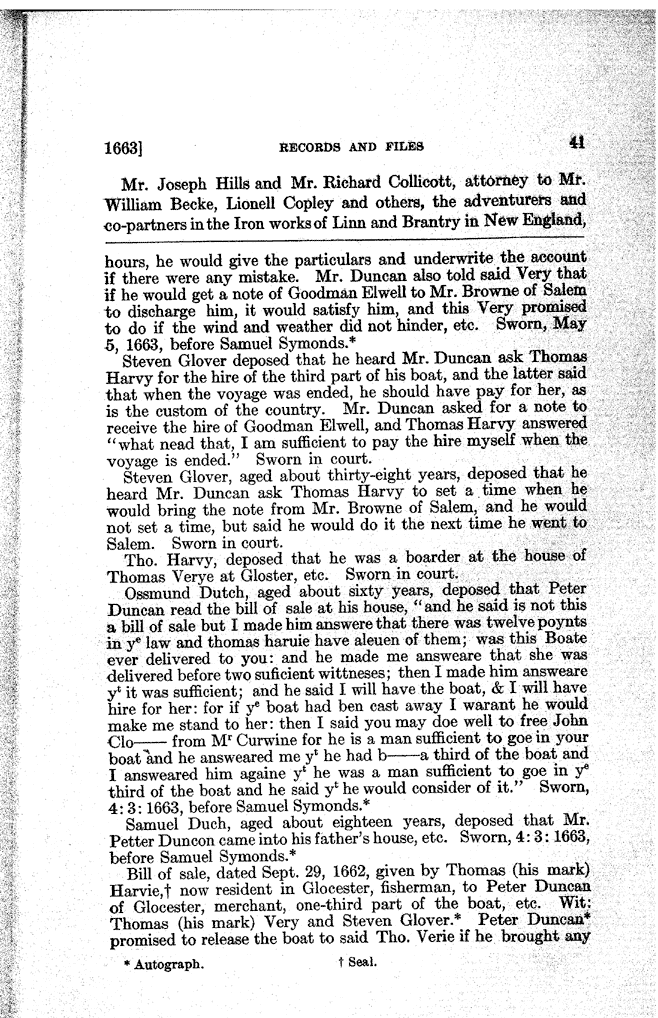 1663] RECORDS AND FILES 41
Mr. Joseph Hills and Mr. Richard Collicott, attorney to Mr.
William Becke, Lionell Copley and others, the adventurers and
co-partners in the Iron works of Linn and Brantry in New England,
hours, he would give the particulars and underwrite the account
if there were any mistake. Mr. Duncan also told said Very that
if he would get a note of Goodman Elwell to Mr. Browne of Salem
to discharge him, it would satisfy him, and this Very promised
to do if the wind and weather did not hinder, etc. Sworn, May
5, 1663, before Samuel Symonds.*
Steven Glover deposed that he heard Mr. Duncan ask Thomas
Harvy for the hire of the third part of his boat, and the latter said
that when the voyage was ended, he should have pay for her, as
is the custom of the country. Mr. Duncan asked for a note to
receive the hire of Goodman Elwell, and Thomas Harvy answered
"what nead that, I am sufficient to pay the hire myself when the
voyage is ended." Sworn in court.
Steven Glover, aged about thirty-eight years, deposed that he
heard Mr. Duncan ask Thomas Harvy to set a time when he
would bring the note from Mr. Browne of Salem, and he would
not set a time, but said he would do it the next time he went to
Salem. Sworn in court.
Tho. Harvy, deposed that he was a boarder at the house of
Thomas Verye at Gloster, etc. Sworn in court.
Ossmund Dutch, aged about sixty years, deposed that Peter
Duncan read the bill of sale at his house, "and he said is not this
a bill of sale but I made him answere that there was twelve poynts
in yᵉ law and thomas haruie have aleuen of them; was this Boate
ever delivered to you: and he made me answeare that she was
delivered before two suficient wittneses; then I made him answeare
yᵗ it was sufficient; and he said I will have the boat, & I will have
hire for her: for if yᵉ boat had ben cast away I warant he would
make me stand to her: then I said you may doe well to free John
Clo—— from Mʳ Curwine for he is a man sufficient to goe in your
boat and he answeared me yᵗ he had b——a third of the boat and
I answeared him againe yᵗ he was a man sufficient to goe in yᵉ
third of the boat and he said yᵗ he would consider of it." Sworn,
4: 3: 1663, before Samuel Symonds.*
Samuel Duch, aged about eighteen years, deposed that Mr.
Petter Duncon came into his father's house, etc. Sworn, 4: 3: 1663,
before Samuel Symonds.*
Bill of sale, dated Sept. 29, 1662, given by Thomas (his mark)
Harvie,† now resident in Glocester, fisherman, to Peter Duncan
of Glocester, merchant, one-third part of the boat, etc. Wit:
Thomas (his mark) Very and Steven Glover.* Peter Duncan*
promised to release the boat to said Tho. Verie if he brought any
* Autograph. † Seal.